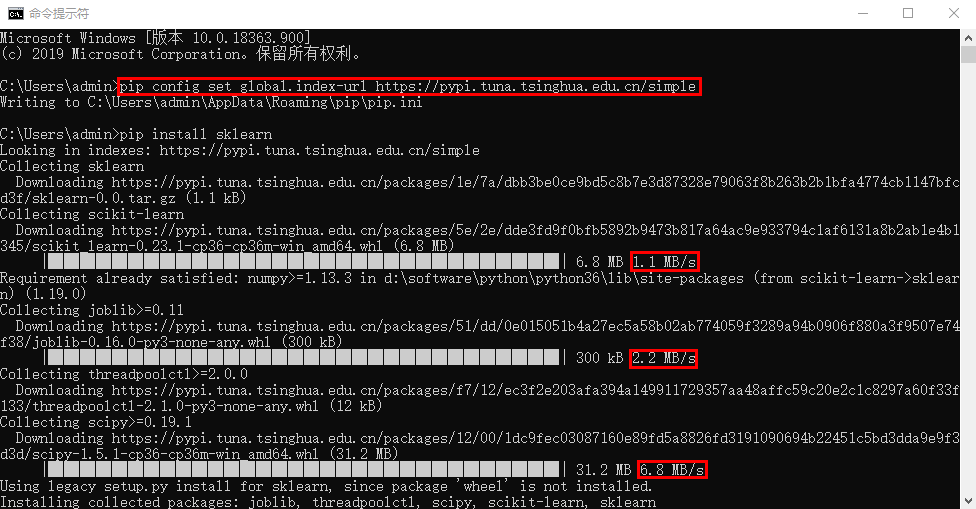 命令提示符
Microsoft Windows [版本 10.0.18363.900]
(c) 2019 Microsoft Corporation。保留所有权利。
C:\Users\admin>pip config set global.index-url https://pypi.tuna.tsinghua.edu.cn/simple
Writing to C:\Users\admin\AppData\Roaming\pip\pip.ini
C:\Users\admin>pip install sklearn
Looking in indexes: https://pypi.tuna.tsinghua.edu.cn/simple
Collecting sklearn
Downloading https://pypi.tuna.tsinghua.edu.cn/packages/1e/7a/dbb3be0ce9bd5c8b7e3d87328e79063f8b263b2b1bfa4774cb1147bfc
d3f/sklearn-0.0.tar.gz (1.1 kB)
Collecting scikit-learn
Downloading https://pypi.tuna.tsinghua.edu.cn/packages/5e/2e/dde3fd9f0bfb5892b9473b817a64ac9e933794c1af6131a8b2ab1e4b1
345/scikit_learn-0.23.1-cp36-cp36m-win_amd64.whl (6.8 MB)
6.8 MB 1.1 MB/s
Requirement already satisfied: numpy>=1.13.3 in d:\software\python\python36\lib\site-packages (from scikit-learn->sklear
n) (1.19.0)
Collecting joblib>=0.11
Downloading https://pypi.tuna.tsinghua.edu.cn/packages/51/dd/0e015051b4a27ec5a58b02ab774059f3289a94b0906f880a3f9507e74
f38/joblib-0.16.0-py3-none-any.whl (300 kB)
300 kB 2.2 MB/s
Collecting threadpoolctl>=2.0.0
Downloading https://pypi.tuna.tsinghua.edu.cn/packages/f7/12/ec3f2e203afa394a149911729357aa48affc59c20e2c1c8297a60f33f
133/threadpoolctl-2.1.0-py3-none-any.whl (12 kB)
Collecting scipy>=0.19.1
Downloading https://pypi.tuna.tsinghua.edu.cn/packages/12/00/1dc9fec03087160e89fd5a8826fd3191090694b22451c5bd3dda9e9f3
d3d/scipy-1.5.1-cp36-cp36m-win_amd64.whl (31.2 MB)
31.2 MB 6.8 MB/s
Using legacy setup.py install for sklearn, since package 'wheel' is not installed.
Installing collected packages: joblib, threadpoolctl, scipy, scikit-learn, sklearn